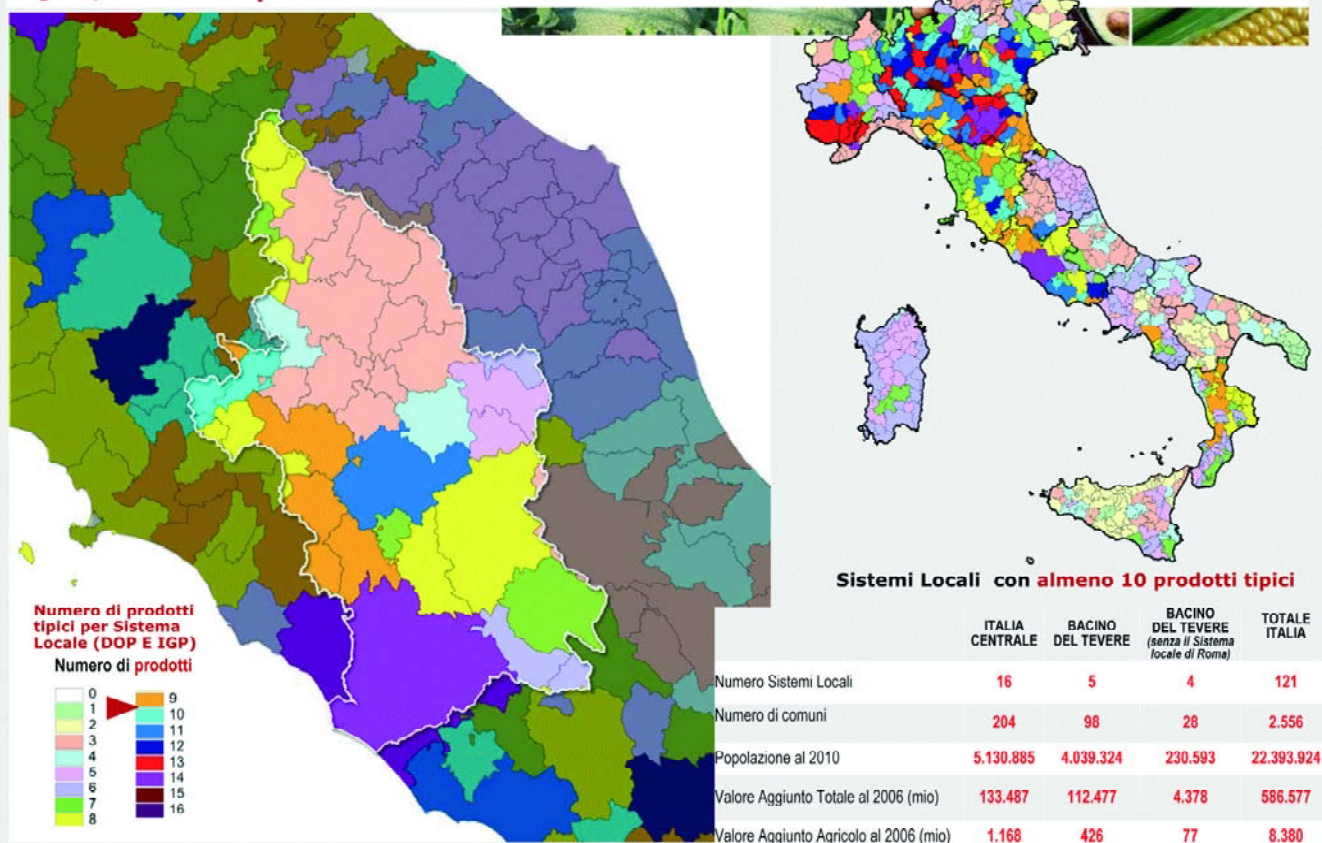 Numero di prodotti
tipici per Sistema
Locale (DOP E IGP)
Numero di prodotti
0
1
2
3
4
5
6
7
8
9
10
11
12
13
14
15
16
Sistemi Locali con almeno 10 prodotti tipici
ITALIA CENTRALE
BACINO DEL TEVERE
BACINO DEL TEVERE (senza il Sistema locale di Roma)
TOTALE ITALIA
Numero Sistemi Locali 16 5 4 121
Numero di comuni 204 98 28 2.556
Popolazione al 2010 5.130.885 4.039.324 230.593 22.393.924
Valore Aggiunto Totale al 2006 (mio) 133.487 112.477 4.378 586.577
Valore Aggiunto Agricolo al 2006 (mio) 1.168 426 77 8.380